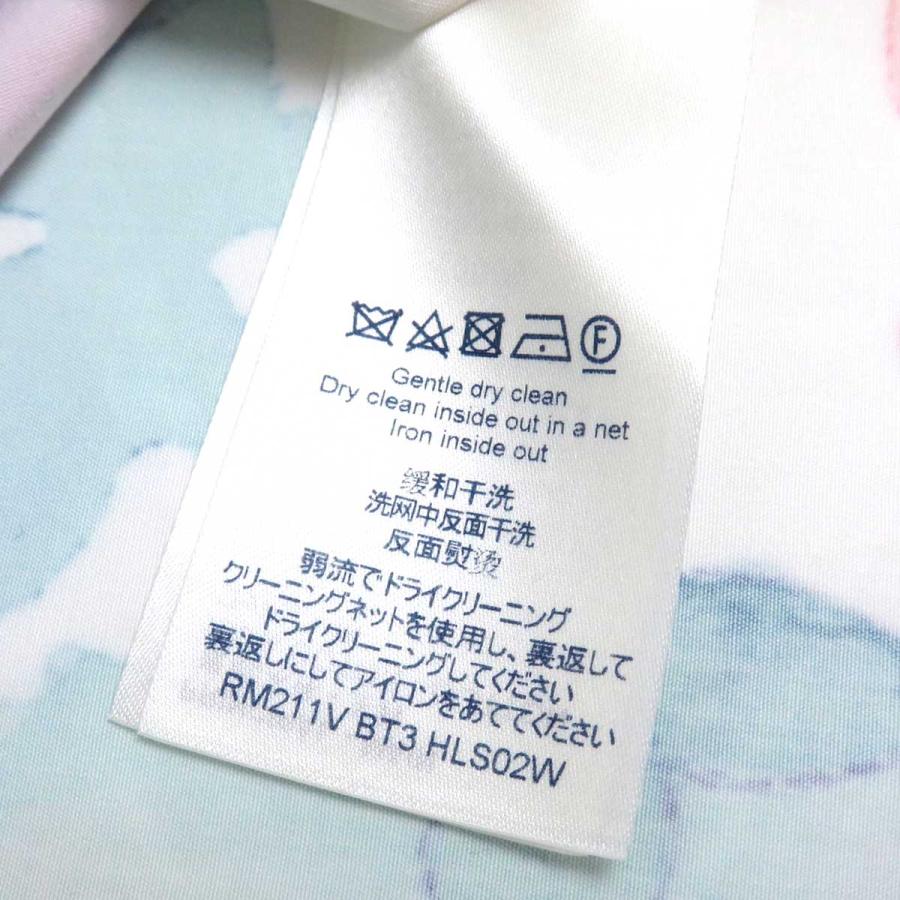 F
Gentle dry clean
Dry clean inside out in a net
Iron inside out
缓和干洗
洗网中反面干洗
反面熨烫
弱流でドライクリーニング
クリーニングネットを使用し、裏返して
ドライクリーニングしてください
裏返しにしてアイロンをあててください
RM211V BT3 HLS02W